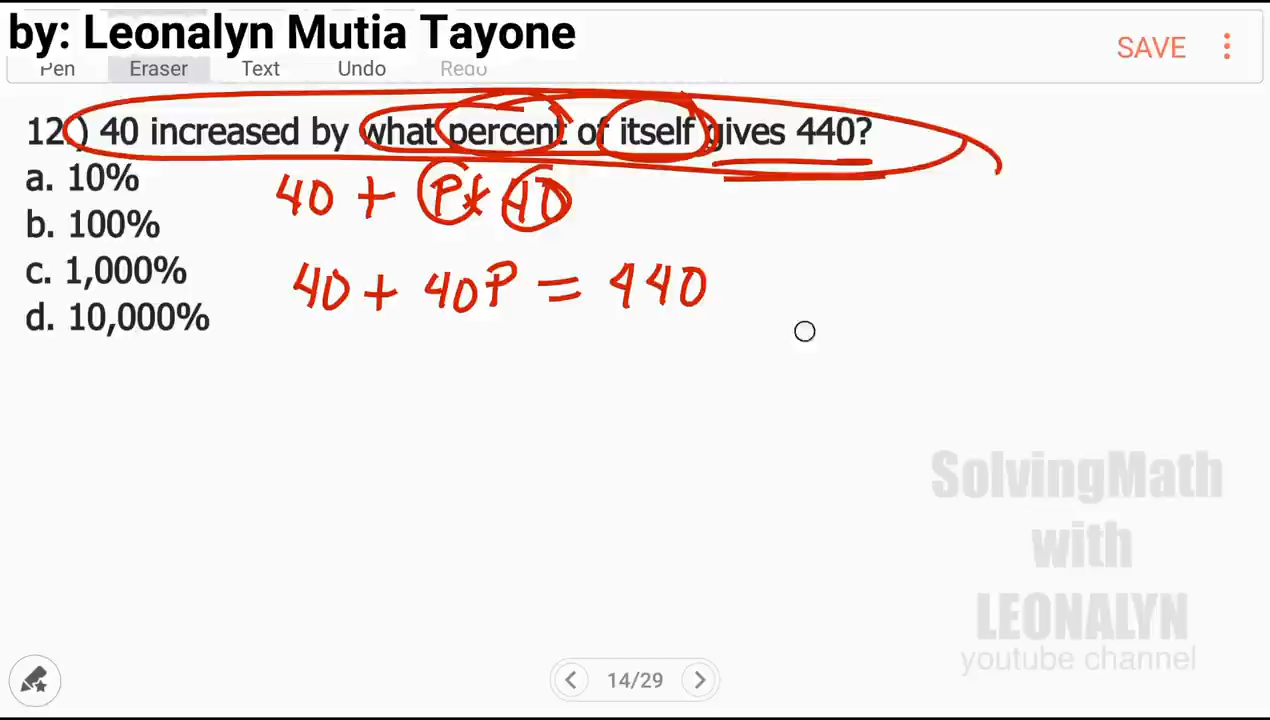 by: Leonalyn Mutia Tayone
SAVE
Pen Eraser Text Undo Redo
12.) 40 increased by what percent of itself gives 440?
a. 10%
40 + P * 40
b. 100%
c. 1,000%
40 + 40P = 440
d. 10,000%
SolvingMath
with
LEONALYN
youtube channel
14/29